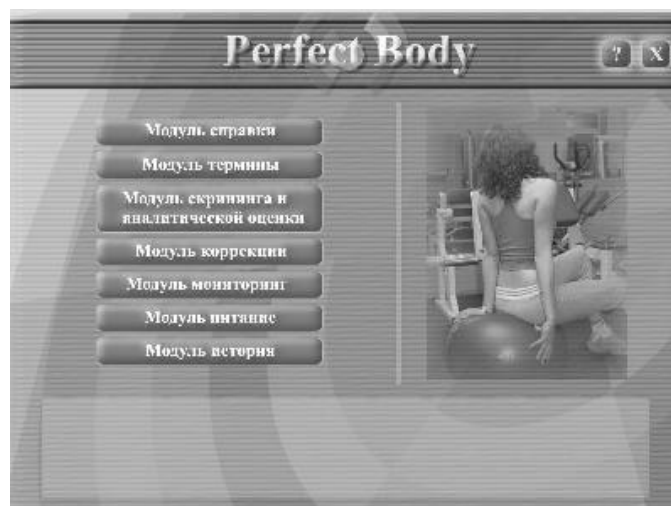 Perfect Body
? X
Модуль справки
Модуль термины
Модуль скрининга и
аналитической оценки
Модуль коррекции
Модуль мониторинг
Модуль питание
Модуль история